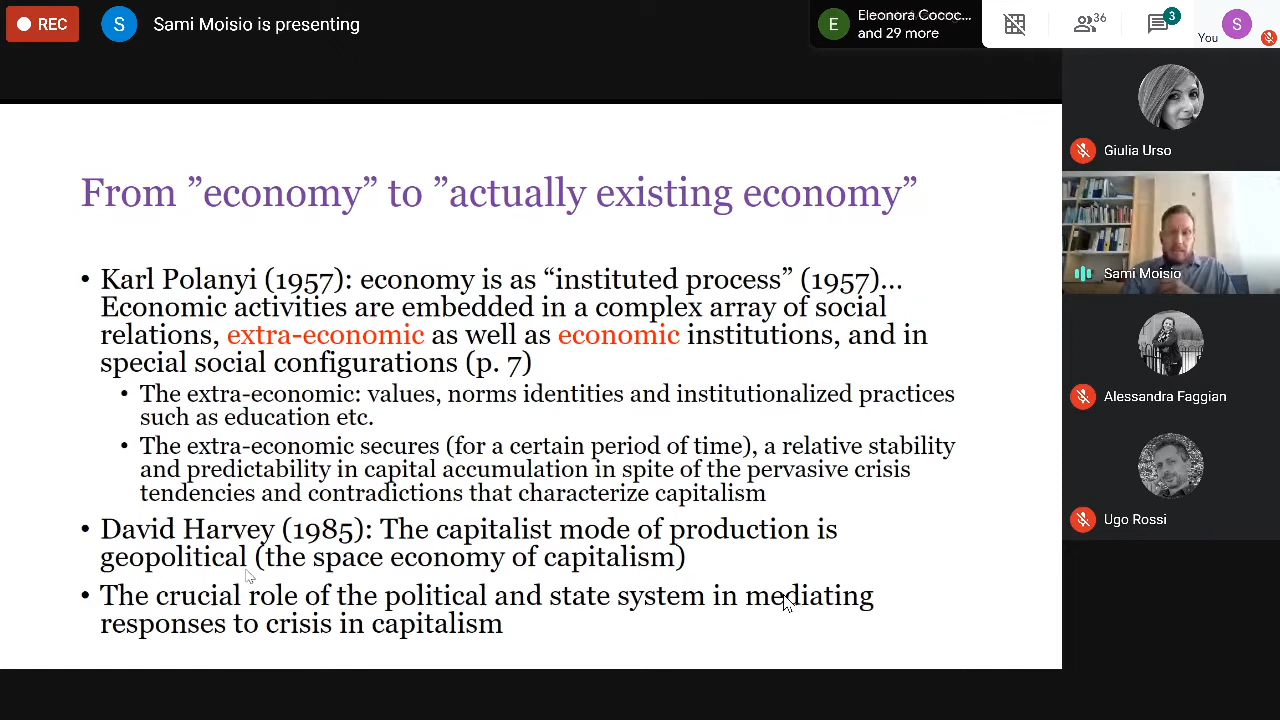 REC
S
Sami Moisio is presenting
E
Eleonora Cococ...
and 29 more
36
3
You
S
From ”economy” to ”actually existing economy”
• Karl Polanyi (1957): economy is as “instituted process” (1957)...
Economic activities are embedded in a complex array of social
relations, extra-economic as well as economic institutions, and in
special social configurations (p. 7)
• The extra-economic: values, norms identities and institutionalized practices
such as education etc.
• The extra-economic secures (for a certain period of time), a relative stability
and predictability in capital accumulation in spite of the pervasive crisis
tendencies and contradictions that characterize capitalism
• David Harvey (1985): The capitalist mode of production is
geopolitical (the space economy of capitalism)
• The crucial role of the political and state system in mediating
responses to crisis in capitalism
Giulia Urso
Sami Moisio
Alessandra Faggian
Ugo Rossi